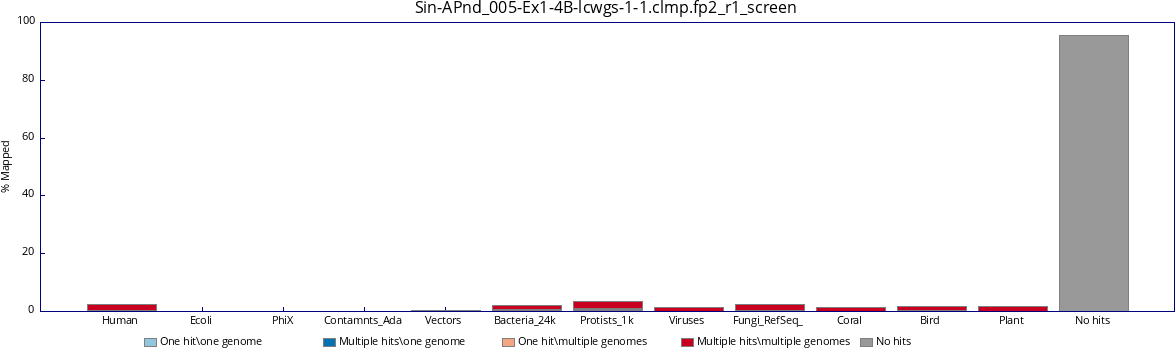 Sin-APnd_005-Ex1-4B-lcwgs-1-1.clmp.fp2_r1_screen
100
80
60
40
20
0
% Mapped
Human Ecoli PhiX Contamnts_Ada Vectors Bacteria_24k Protists_1k Viruses Fungi_RefSeq_ Coral Bird Plant No hits
One hit\one genome Multiple hits\one genome One hit\multiple genomes Multiple hits\multiple genomes No hits